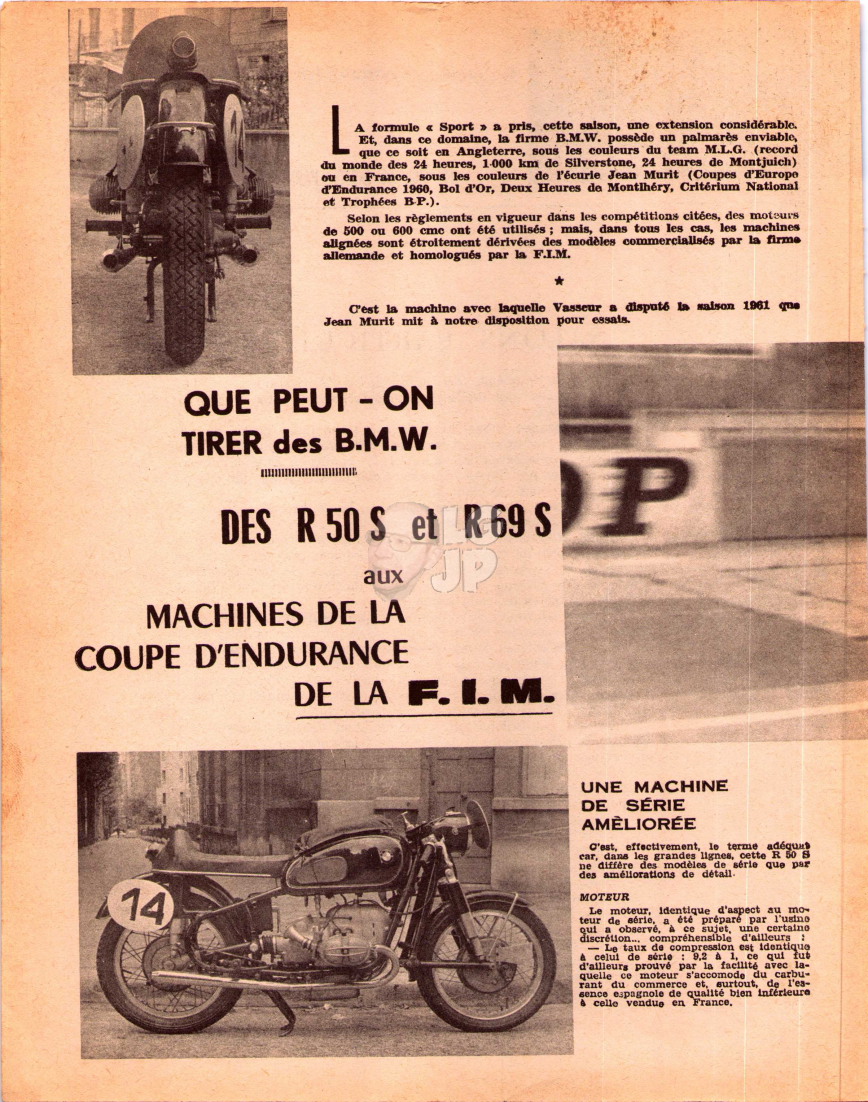 LA formule « Sport » a pris, cette saison, une extension considérable.
Et, dans ce domaine, la firme B.M.W. possède un palmarès enviable,
que ce soit en Angleterre, sous les couleurs du team M.L.G. (record
du monde des 24 heures, 1.000 km de Silverstone, 24 heures de Montjuich)
ou en France, sous les couleurs de l'écurie Jean Murit (Coupes d'Europe
d'Endurance 1960, Bol d'Or, Deux Heures de Montlhéry, Critérium National
et Trophées B.P.).
Selon les règlements en vigueur dans les compétitions citées, des moteurs
de 500 ou 600 cmc ont été utilisés ; mais, dans tous les cas, les machines
alignées sont étroitement dérivées des modèles commercialisés par la firme
allemande et homologués par la F.I.M.
★
C'est la machine avec laquelle Vasseur a disputé la saison 1961 que
Jean Murit mit à notre disposition pour essais.
QUE PEUT - ON
TIRER des B.M.W.
DES R 50 S et R 69 S
aux
MACHINES DE LA
COUPE D'ENDURANCE
DE LA F. I. M.
LC
JP
OP
14
UNE MACHINE
DE SÉRIE
AMÈLIORÉE
C'est, effectivement, le terme adéquat
car, dans les grandes lignes, cette R 50 S
ne diffère des modèles de série que par
des améliorations de détail.
MOTEUR
Le moteur, identique d'aspect au mo-
teur de série, a été préparé par l'usine
qui a observé, à ce sujet, une certaine
discrétion... compréhensible d'ailleurs :
— Le taux de compression est identique
à celui de série : 9,2 à 1, ce qui fut
d'ailleurs prouvé par la facilité avec la-
quelle ce moteur s'accomode du carbu-
rant du commerce et, surtout, de l'es-
sence espagnole de qualité bien inférieure
à celle vendue en France.